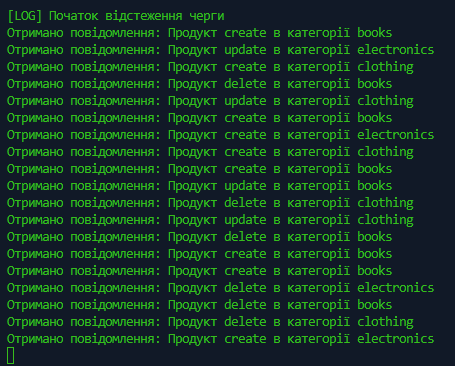 [LOG] Початок відстеження черги
Отримано повідомлення: Продукт create в категорії books
Отримано повідомлення: Продукт update в категорії electronics
Отримано повідомлення: Продукт create в категорії clothing
Отримано повідомлення: Продукт delete в категорії books
Отримано повідомлення: Продукт update в категорії clothing
Отримано повідомлення: Продукт create в категорії books
Отримано повідомлення: Продукт create в категорії electronics
Отримано повідомлення: Продукт create в категорії clothing
Отримано повідомлення: Продукт create в категорії books
Отримано повідомлення: Продукт update в категорії books
Отримано повідомлення: Продукт delete в категорії clothing
Отримано повідомлення: Продукт update в категорії clothing
Отримано повідомлення: Продукт delete в категорії books
Отримано повідомлення: Продукт create в категорії books
Отримано повідомлення: Продукт create в категорії books
Отримано повідомлення: Продукт delete в категорії electronics
Отримано повідомлення: Продукт delete в категорії books
Отримано повідомлення: Продукт delete в категорії clothing
Отримано повідомлення: Продукт create в категорії electronics